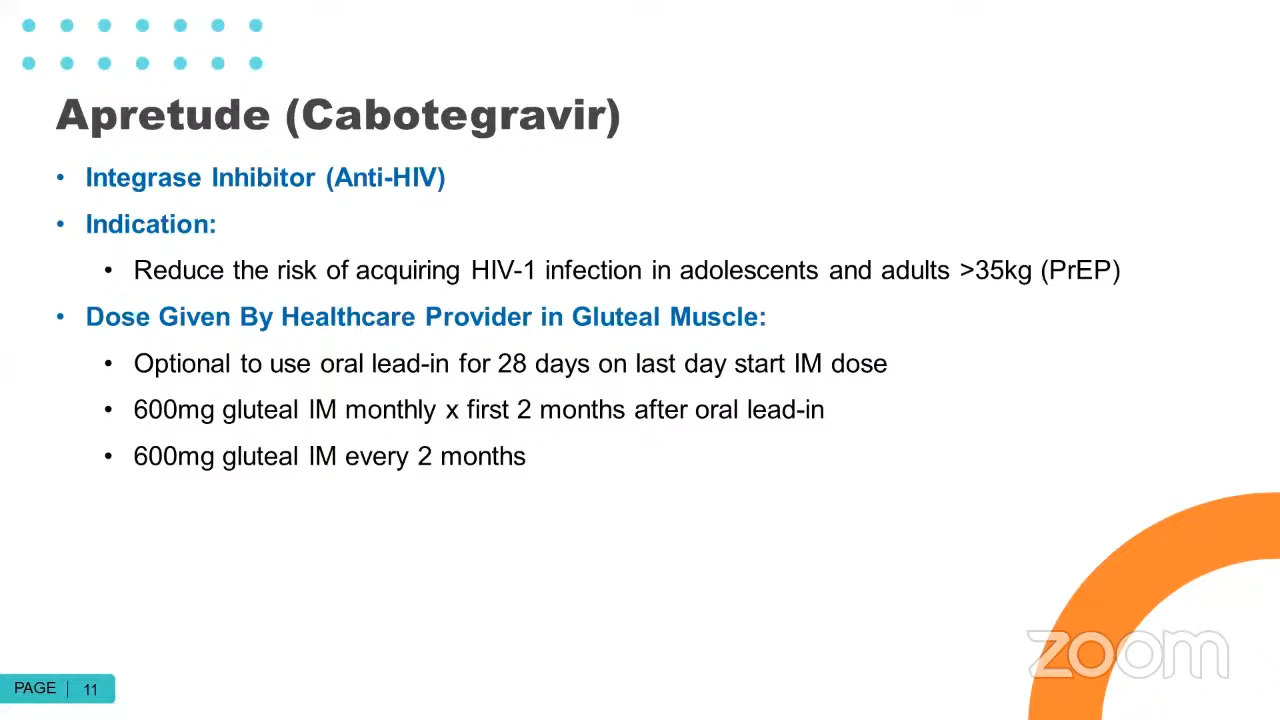 Apretude (Cabotegravir)
• Integrase Inhibitor (Anti-HIV)
• Indication:
• Reduce the risk of acquiring HIV-1 infection in adolescents and adults >35kg (PrEP)
• Dose Given By Healthcare Provider in Gluteal Muscle:
• Optional to use oral lead-in for 28 days on last day start IM dose
• 600mg gluteal IM monthly x first 2 months after oral lead-in
• 600mg gluteal IM every 2 months
zoom
PAGE | 11